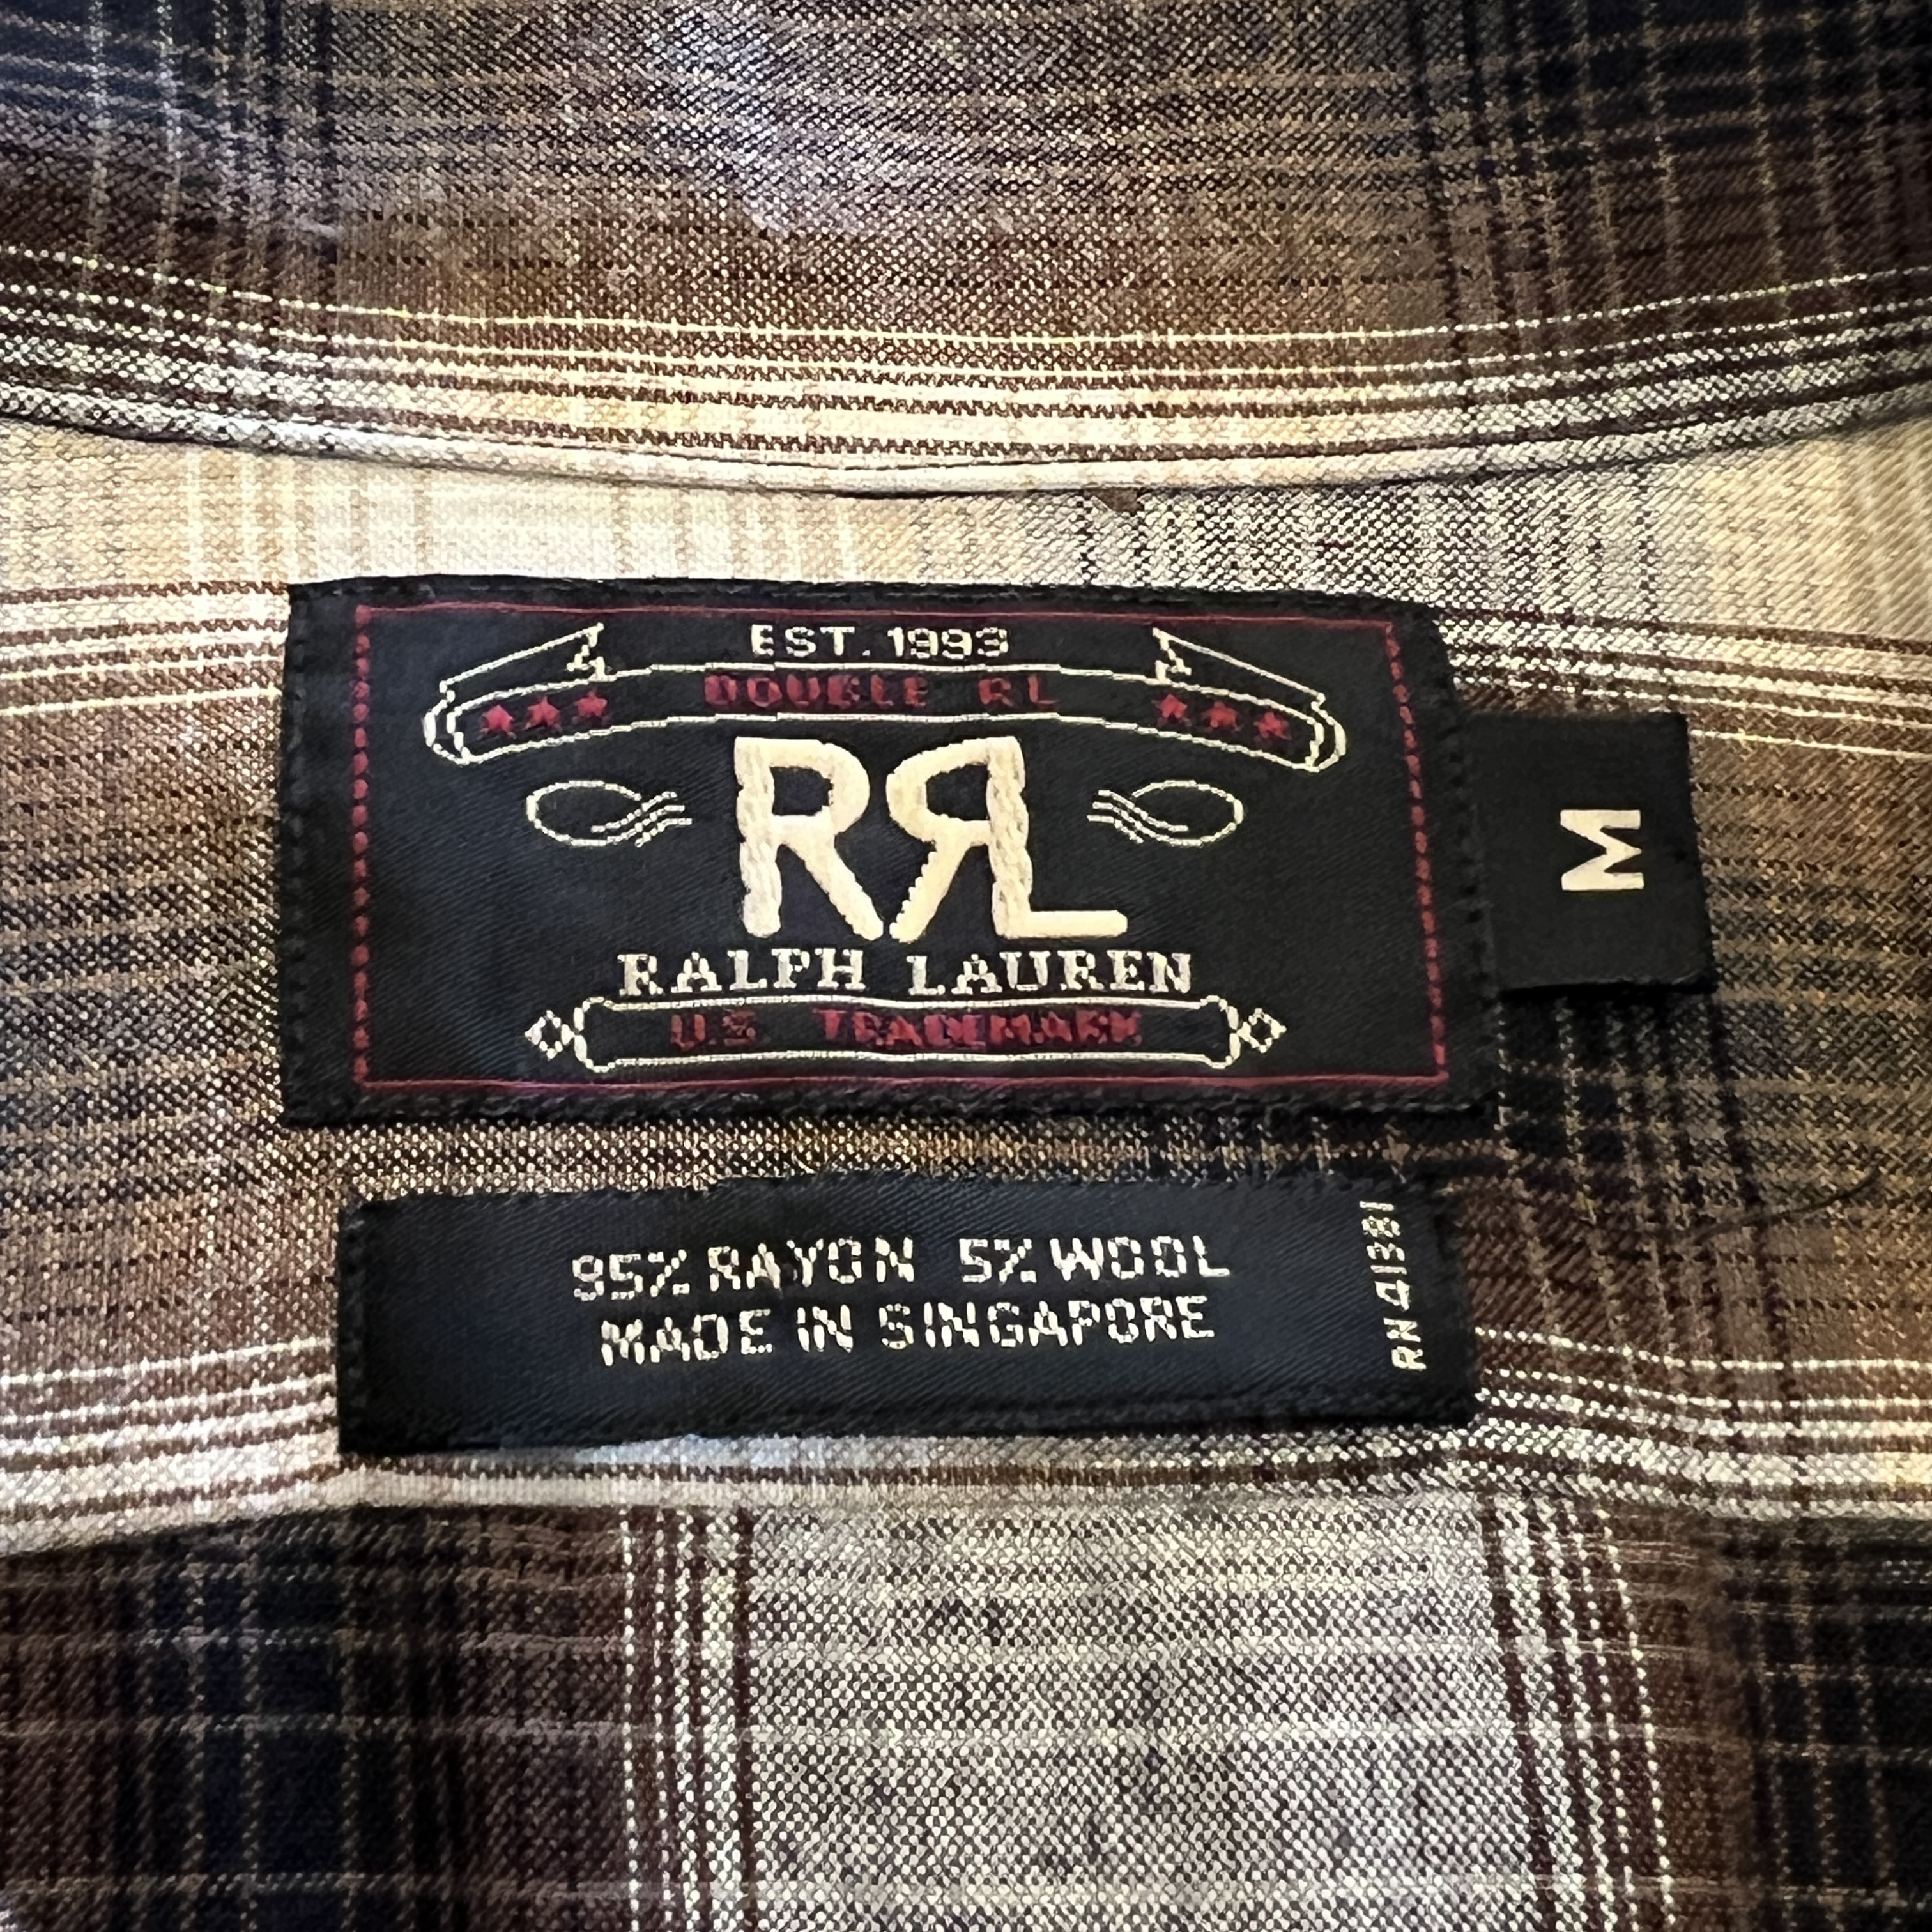 EST. 1993
DOUBLE RL
RRL
RALPH LAUREN
U.S. TRADEMARK
M
95% RAYON 5% WOOL
MADE IN SINGAPORE
RN 41381